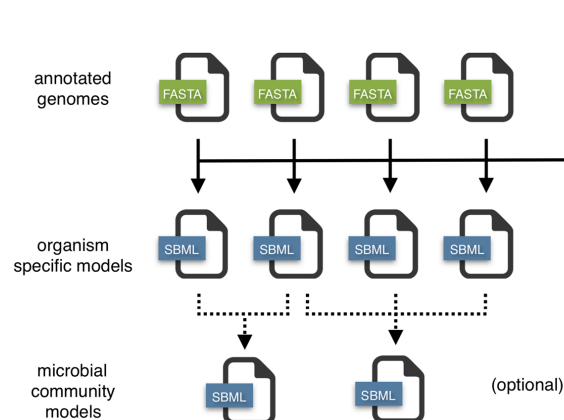 annotated
genomes
FASTA FASTA FASTA FASTA
organism
specific models
SBML SBML SBML SBML
microbial
community
models
SBML SBML
(optional)